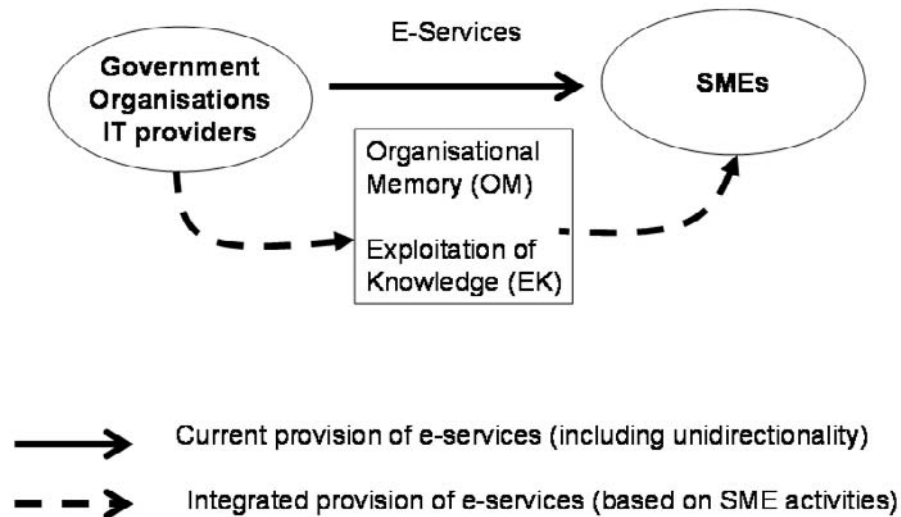 E-Services
Government
Organisations
IT providers
SMEs
Organisational
Memory (OM)
Exploitation of
Knowledge (EK)
Current provision of e-services (including unidirectionality)
Integrated provision of e-services (based on SME activities)